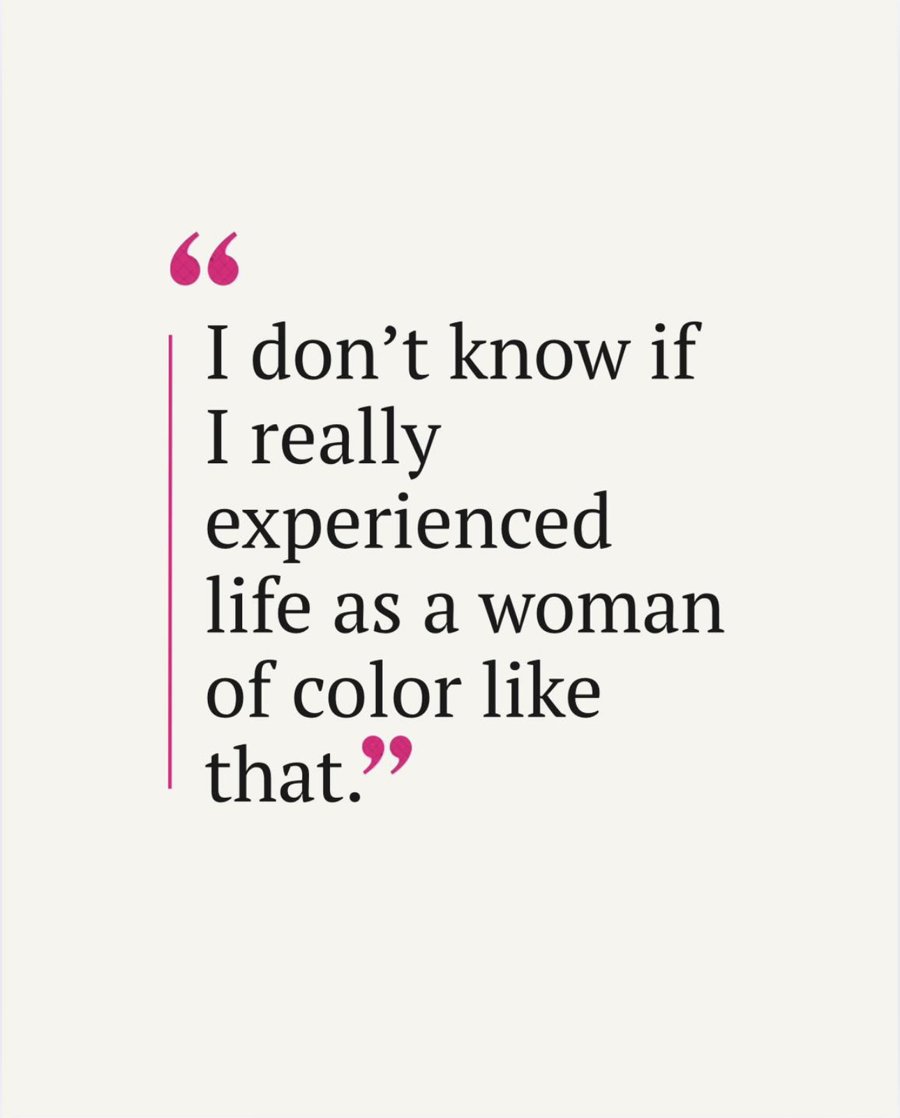 “
I don’t know if
I really
experienced
life as a woman
of color like
that.”